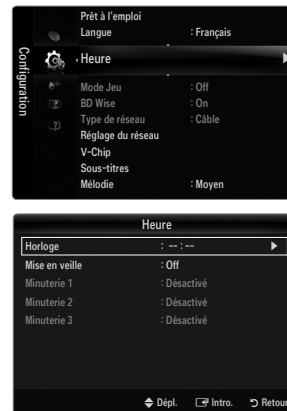 Configuration
Prêt à l'emploi
Langue : Français
Heure
Mode Jeu : Off
BD Wise : On
Type de réseau : Câble
Réglage du réseau
V-Chip
Sous-titres
Mélodie : Moyen
Heure
Horloge : -- : --
Mise en veille : Off
Minuterie 1 : Désactivé
Minuterie 2 : Désactivé
Minuterie 3 : Désactivé
Dépl. Intro. Retour